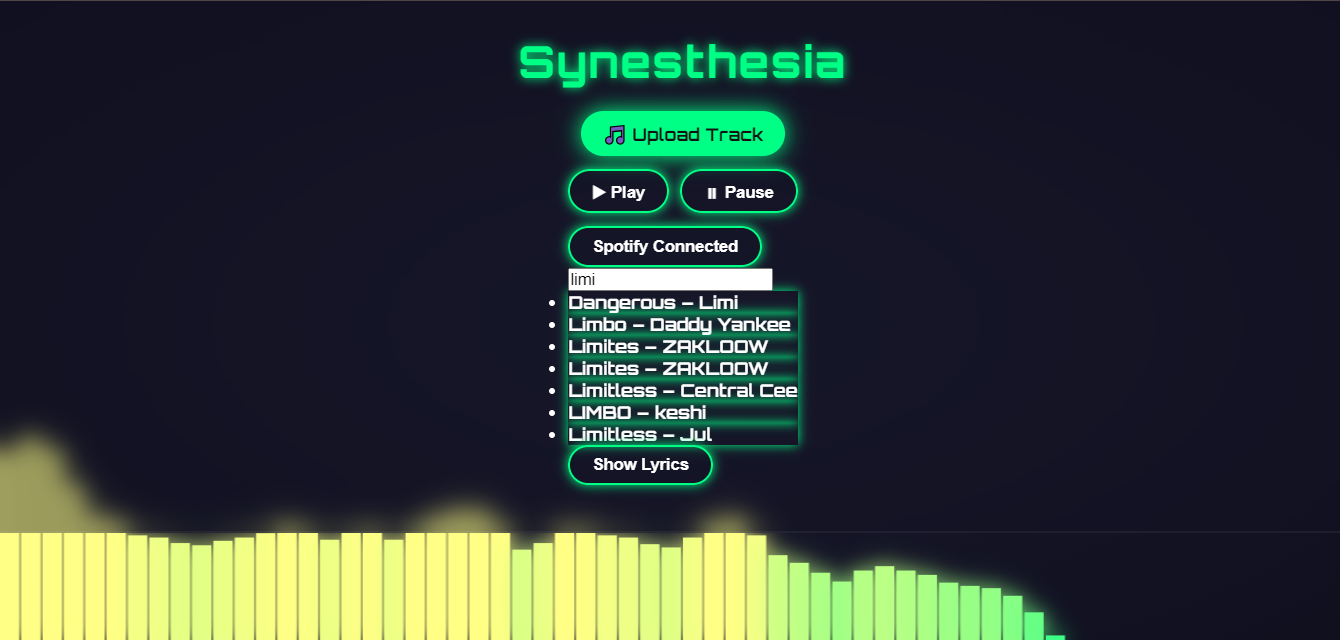 Synesthesia
🎵 Upload Track
▶ Play ⏸ Pause
Spotify Connected
limi
• Dangerous – Limi
• Limbo – Daddy Yankee
• Limites – ZAKLOOW
• Limites – ZAKLOOW
• Limitless – Central Cee
• LIMBO – keshi
• Limitless – Jul
Show Lyrics